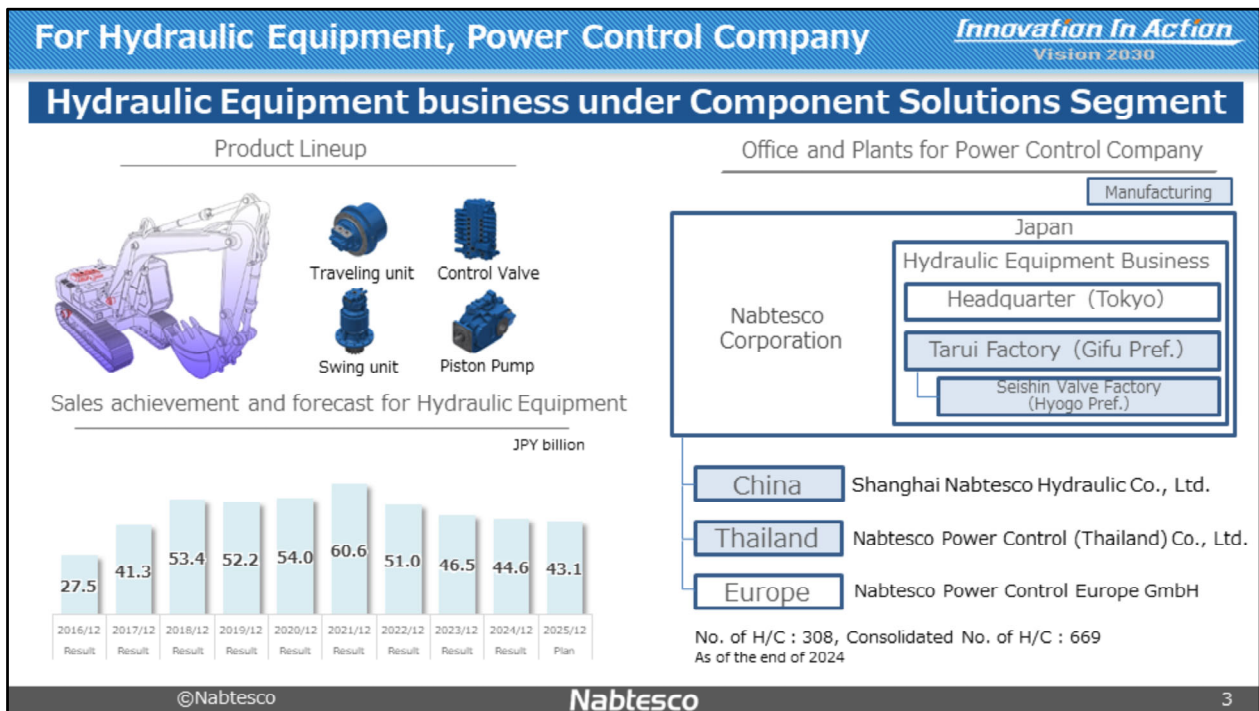 For Hydraulic Equipment, Power Control Company
Innovation In Action
Vision 2030
Hydraulic Equipment business under Component Solutions Segment
Product Lineup
Traveling unit
Control Valve
Swing unit
Piston Pump
Sales achievement and forecast for Hydraulic Equipment
JPY billion
27.5
41.3
53.4
52.2
54.0
60.6
51.0
46.5
44.6
43.1
2016/12 2017/12 2018/12 2019/12 2020/12 2021/12 2022/12 2023/12 2024/12 2025/12
Result Result Result Result Result Result Result Result Result Plan
Office and Plants for Power Control Company
Manufacturing
Japan
Nabtesco
Corporation
Hydraulic Equipment Business
Headquarter (Tokyo)
Tarui Factory (Gifu Pref.)
Seishin Valve Factory
(Hyogo Pref.)
China Shanghai Nabtesco Hydraulic Co., Ltd.
Thailand Nabtesco Power Control (Thailand) Co., Ltd.
Europe Nabtesco Power Control Europe GmbH
No. of H/C : 308, Consolidated No. of H/C : 669
As of the end of 2024
©Nabtesco
Nabtesco
3